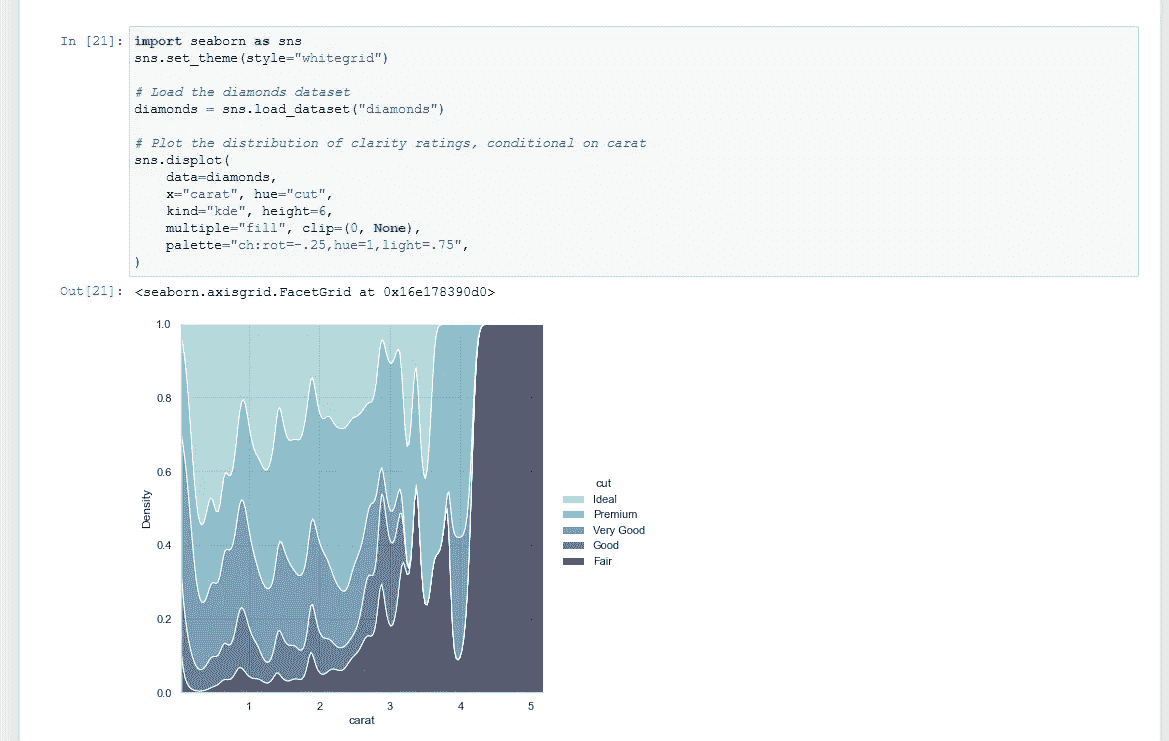 In [21]: import seaborn as sns
sns.set_theme(style="whitegrid")
# Load the diamonds dataset
diamonds = sns.load_dataset("diamonds")
# Plot the distribution of clarity ratings, conditional on carat
sns.displot(
    data=diamonds,
    x="carat", hue="cut",
    kind="kde", height=6,
    multiple="fill", clip=(0, None),
    palette="ch:rot=-.25,hue=1,light=.75",
)
Out[21]: <seaborn.axisgrid.FacetGrid at 0x16e178390d0>
1.0
0.8
0.6
0.4
0.2
0.0
Density
1 2 3 4 5
carat
cut
Ideal
Premium
Very Good
Good
Fair